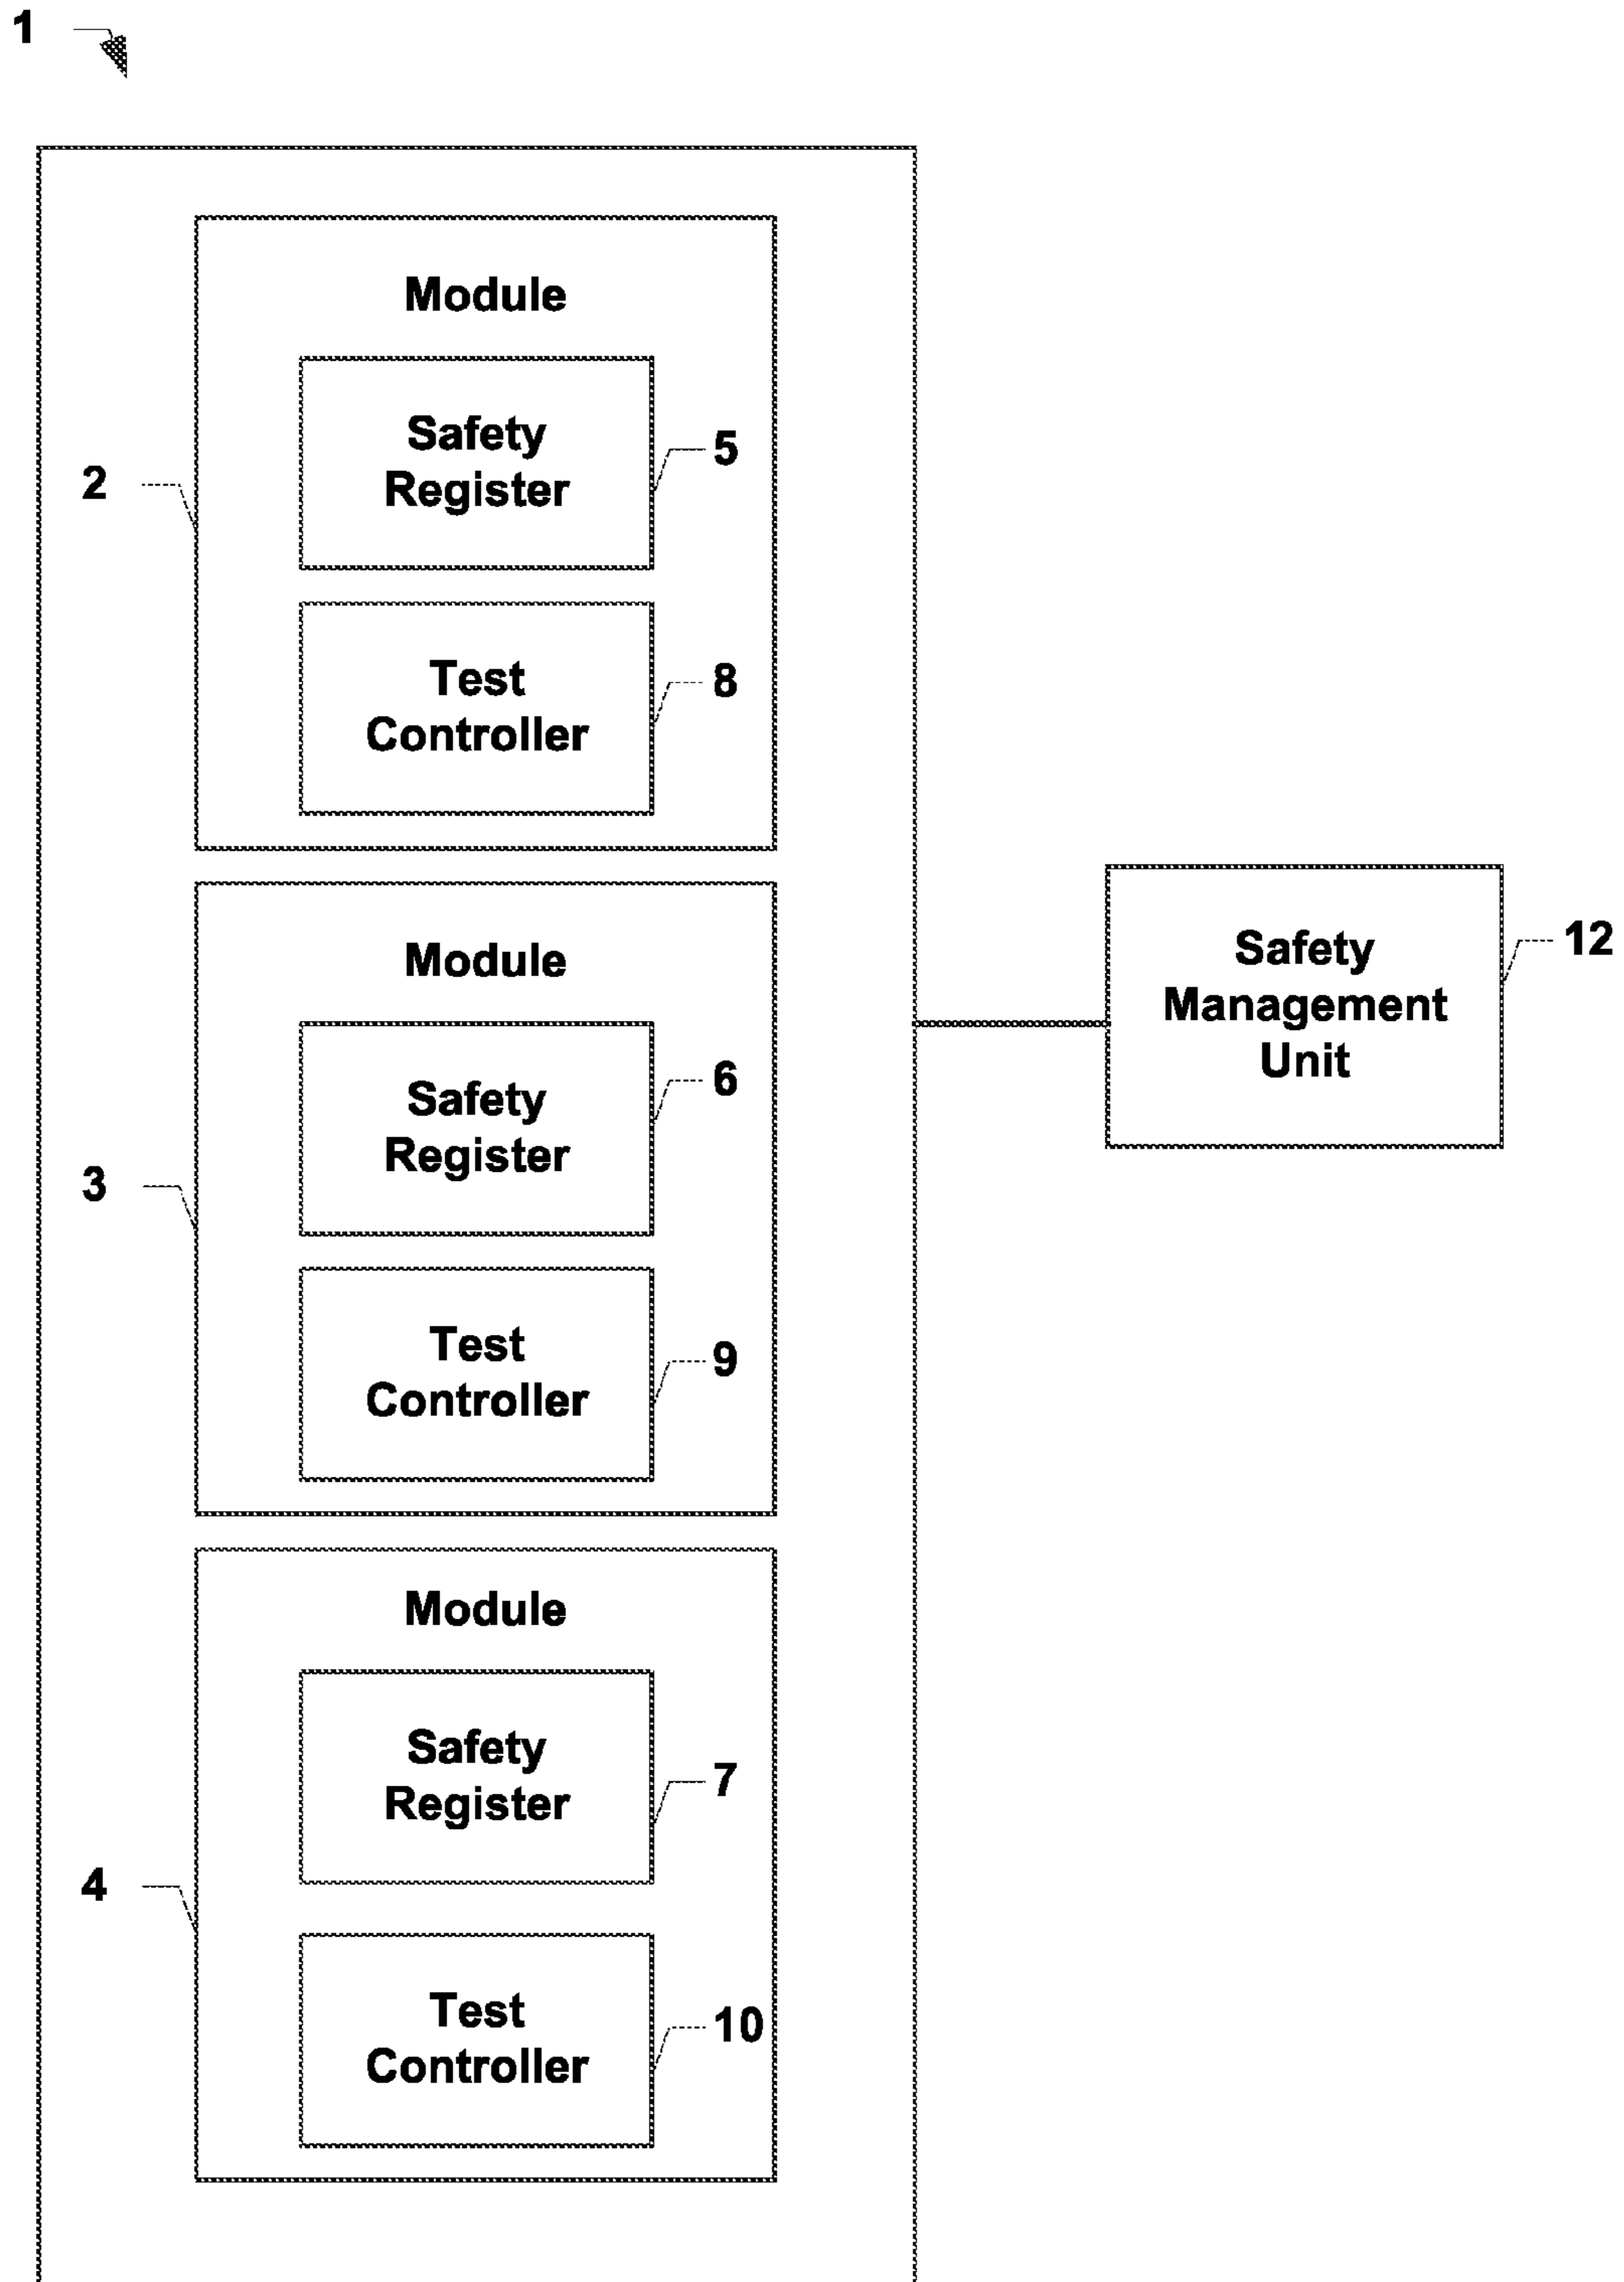 1
Module
Safety
Register
5
2
Test
Controller
8
Module
Safety
Register
6
3
Test
Controller
9
Module
Safety
Register
7
4
Test
Controller
10
Safety
Management
Unit
12